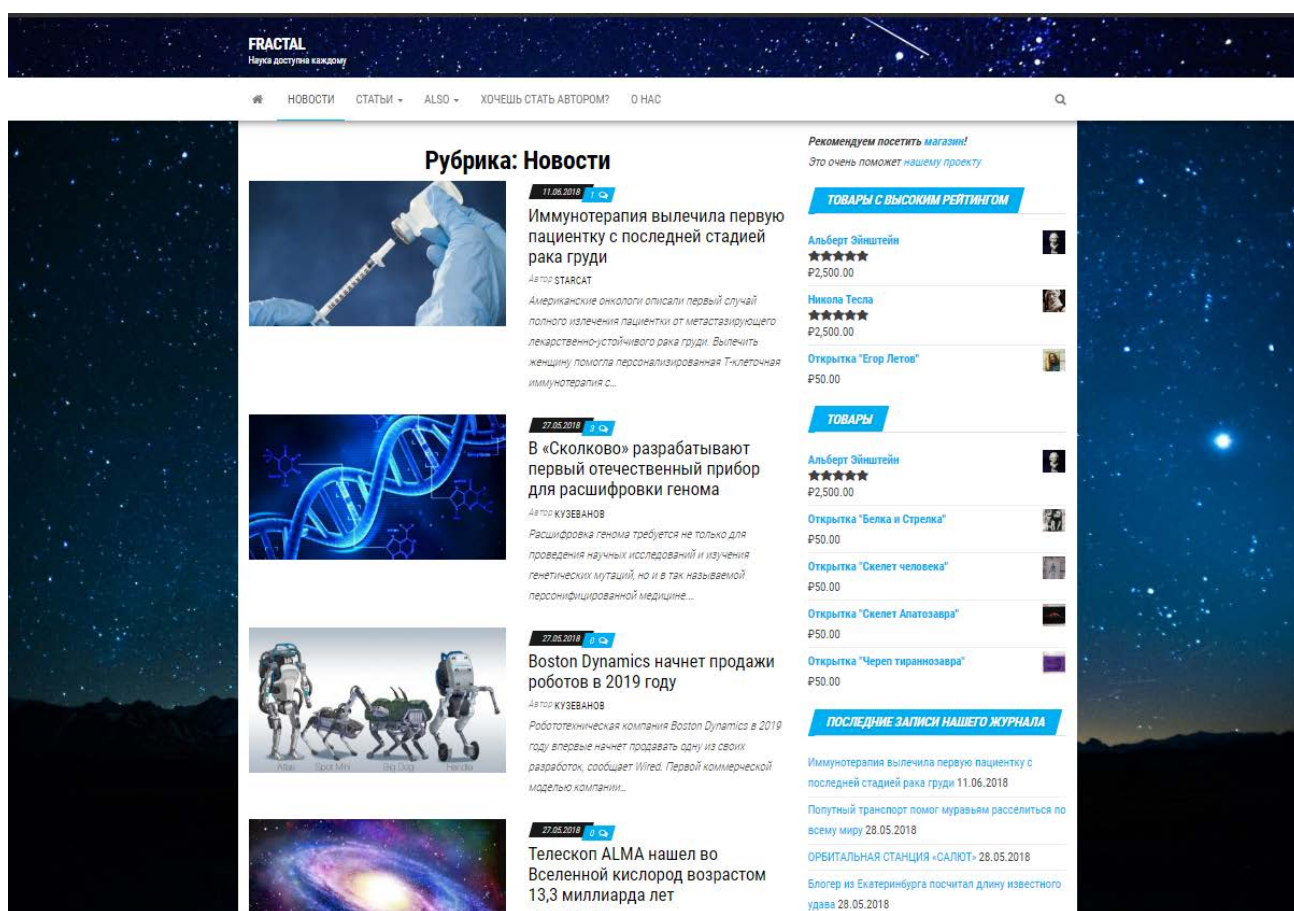 FRACTAL
Наука доступна каждому
НОВОСТИ СТАТЬИ ALSO ХОЧЕШЬ СТАТЬ АВТОРОМ? О НАС
Рубрика: Новости
11.06.2018 1
Иммунотерапия вылечила первую
пациентку с последней стадией
рака груди
Автор STARCAT
Американские онкологи описали первый случай
полного излечения пациентки от метастазирующего
лекарственно-устойчивого рака груди. Вылечить
женщину помогла персонализированная Т-клеточная
иммунотерапия с...
27.05.2018 3
В «Сколково» разрабатывают
первый отечественный прибор
для расшифровки генома
Автор КУЗЕВАНОВ
Расшифровка генома требуется не только для
проведения научных исследований и изучения
генетических мутаций, но и в так называемой
персонифицированной медицине....
Atlas Spot Mini Big Dog Handle
27.05.2018 0
Boston Dynamics начнет продажи
роботов в 2019 году
Автор КУЗЕВАНОВ
Робототехническая компания Boston Dynamics в 2019
году впервые начнет продавать одну из своих
разработок, сообщает Wired. Первой коммерческой
моделью компании...
27.05.2018 0
Телескоп ALMA нашел во
Вселенной кислород возрастом
13,3 миллиарда лет
Рекомендуем посетить магазин!
Это очень поможет нашему проекту
ТОВАРЫ С ВЫСОКИМ РЕЙТИНГОМ
Альберт Эйнштейн
₽2,500.00
Никола Тесла
₽2,500.00
Открытка "Егор Летов"
₽50.00
ТОВАРЫ
Альберт Эйнштейн
₽2,500.00
Открытка "Белка и Стрелка"
₽50.00
Открытка "Скелет человека"
₽50.00
Открытка "Скелет Апатозавра"
₽50.00
Открытка "Череп тираннозавра"
₽50.00
ПОСЛЕДНИЕ ЗАПИСИ НАШЕГО ЖУРНАЛА
Иммунотерапия вылечила первую пациентку с
последней стадией рака груди 11.06.2018
Попутный транспорт помог муравьям расселиться по
всему миру 28.05.2018
ОРБИТАЛЬНАЯ СТАНЦИЯ «САЛЮТ» 28.05.2018
Блогер из Екатеринбурга посчитал длину известного
удава 28.05.2018